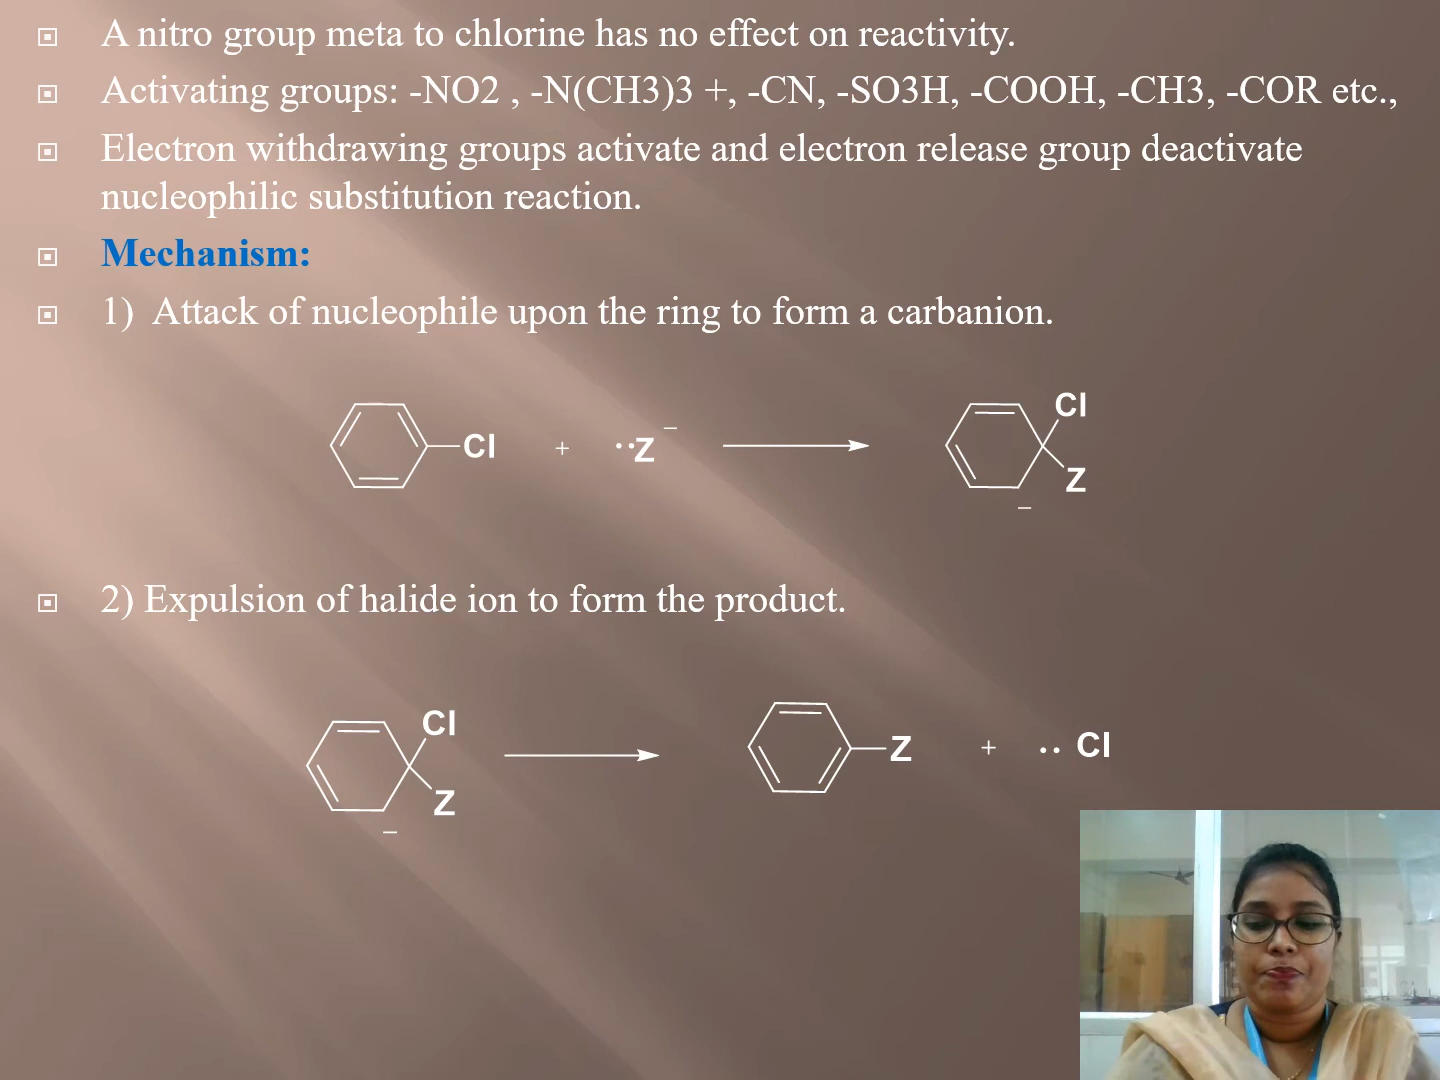 A nitro group meta to chlorine has no effect on reactivity.
Activating groups: -NO2 , -N(CH3)3 +, -CN, -SO3H, -COOH, -CH3, -COR etc.,
Electron withdrawing groups activate and electron release group deactivate
nucleophilic substitution reaction.
Mechanism:
1) Attack of nucleophile upon the ring to form a carbanion.
Cl
Cl + ··Z – 
Z
–
2) Expulsion of halide ion to form the product.
Cl
Z + ·· Cl
Z
–